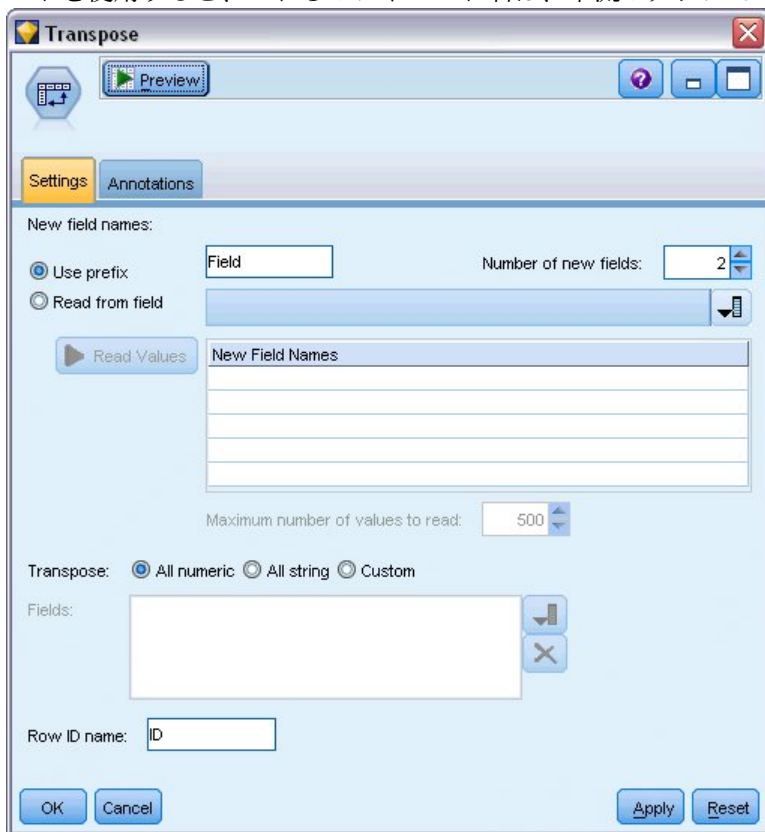 Transpose
Preview
Settings Annotations
New field names:
Use prefix Field Number of new fields: 2
Read from field
Read Values New Field Names
Maximum number of values to read: 500
Transpose: All numeric All string Custom
Fields:
Row ID name: ID
OK Cancel Apply Reset